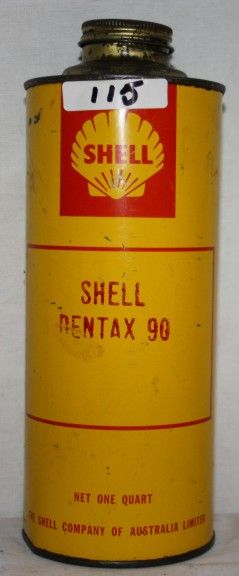 115
SHELL
SHELL
DENTAX 90
NET ONE QUART
THE SHELL COMPANY OF AUSTRALIA LIMITED